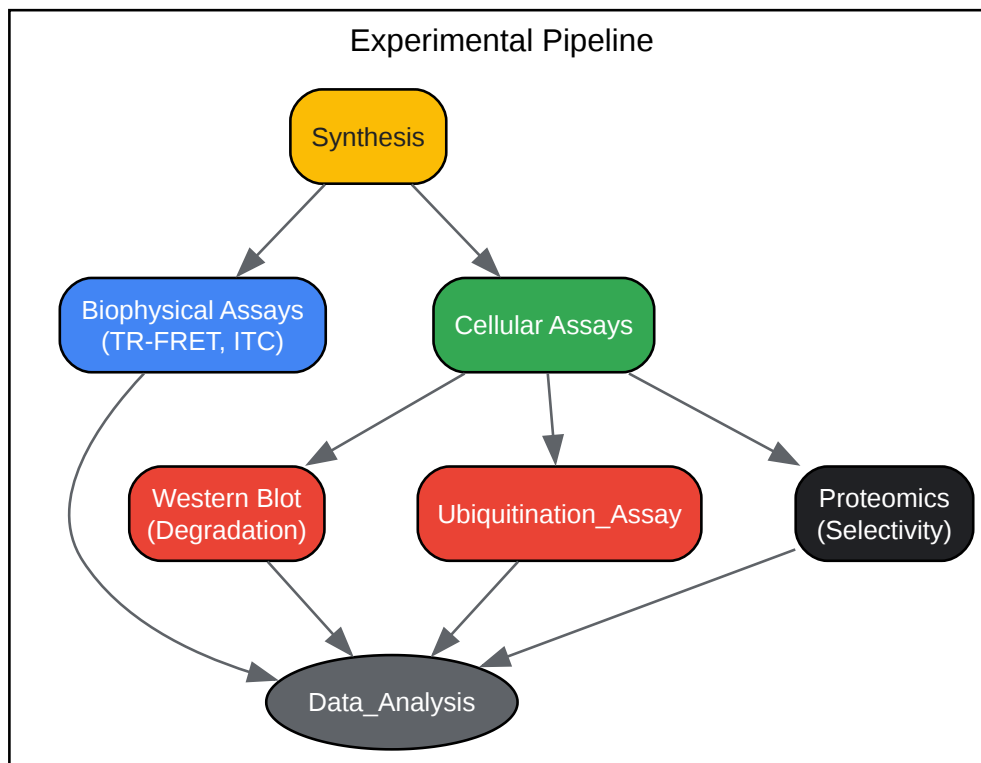 Experimental Pipeline
Synthesis
Biophysical Assays
(TR-FRET, ITC)
Cellular Assays
Western Blot
(Degradation)
Ubiquitination_Assay
Proteomics
(Selectivity)
Data_Analysis